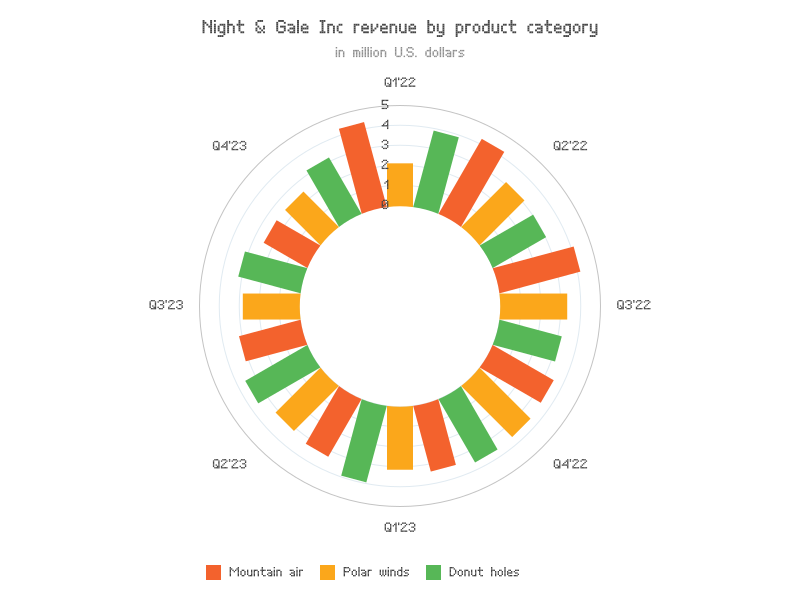 Night & Gale Inc revenue by product category
in million U.S. dollars
Q1'22
5
4
3
2
1
0
Q4'23
Q2'22
Q3'23
Q3'22
Q2'23
Q4'22
Q1'23
Mountain air
Polar winds
Donut holes